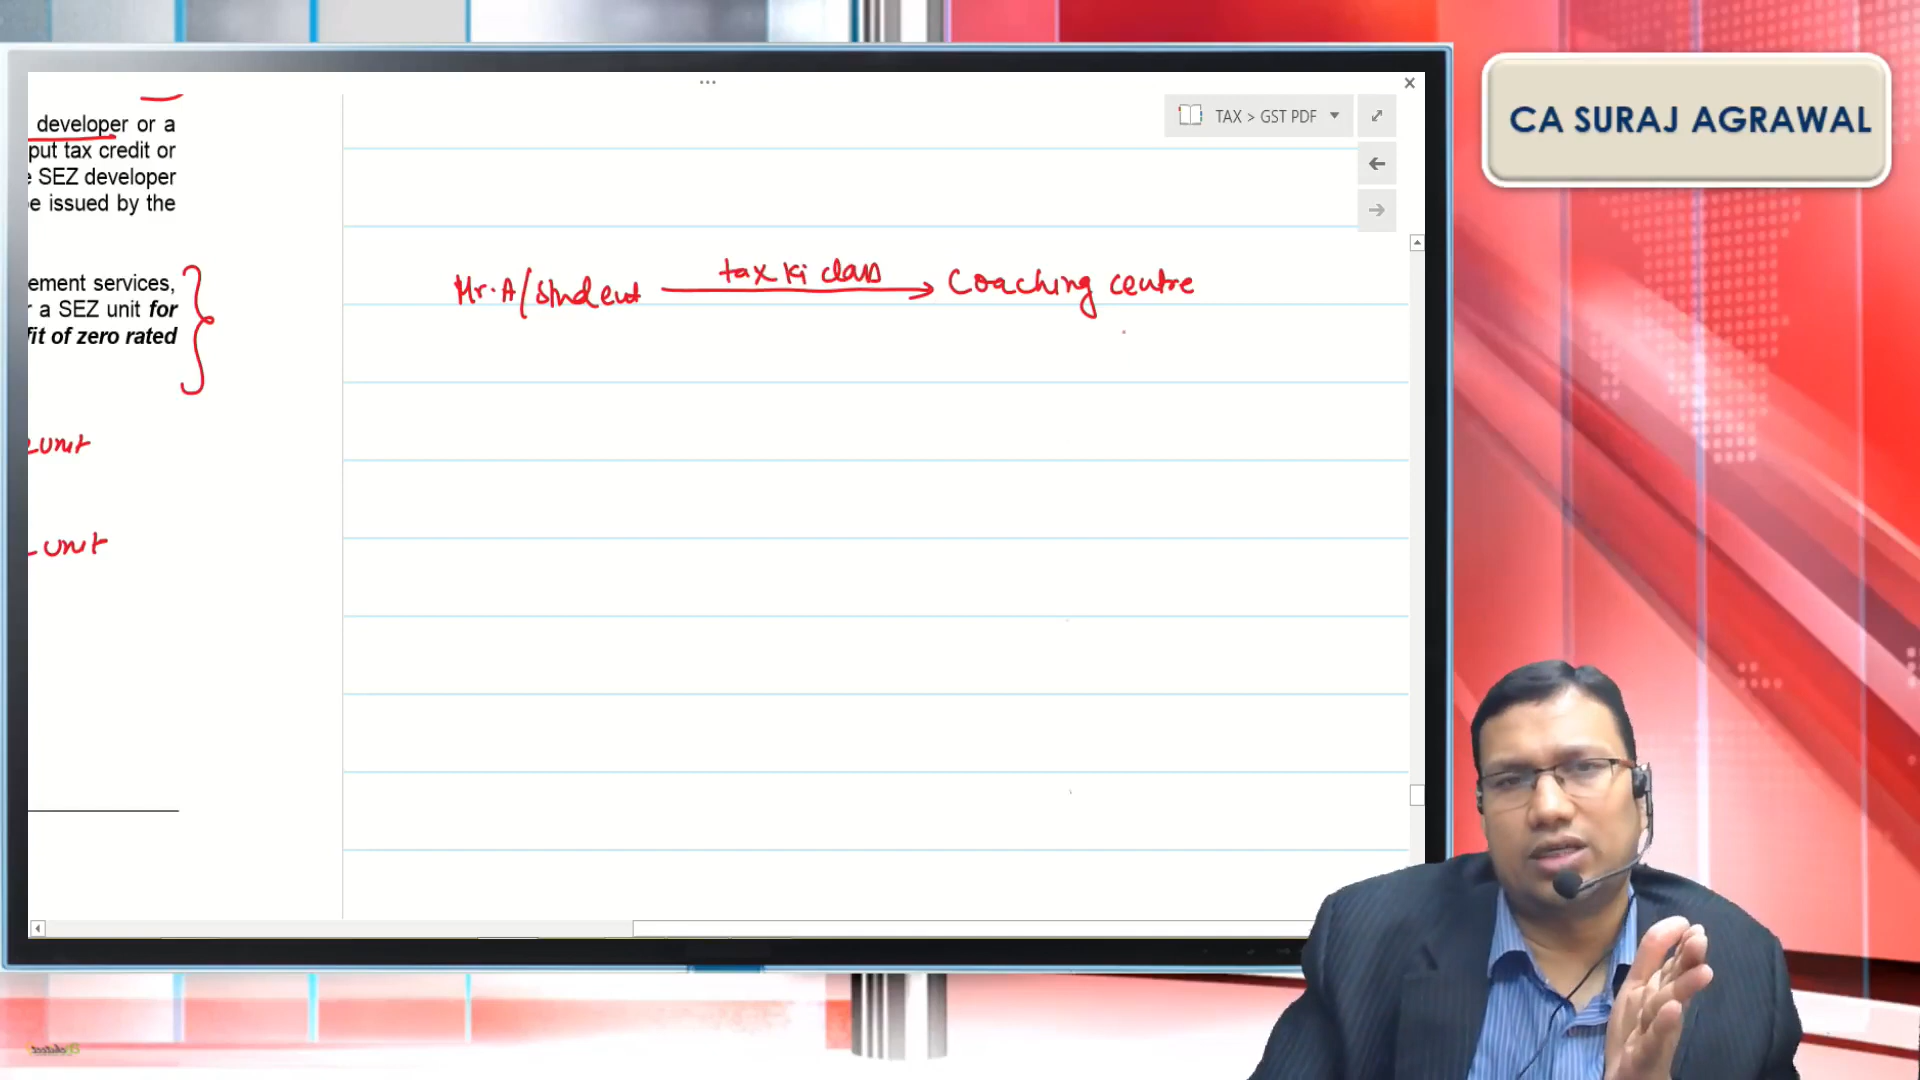 CA SURAJ AGRAWAL
TAX > GST PDF
developer or a
put tax credit or
e SEZ developer
be issued by the
ement services,
r a SEZ unit for
fit of zero rated
unit
unit
tax ki class
Mr. A/Student Coaching centre